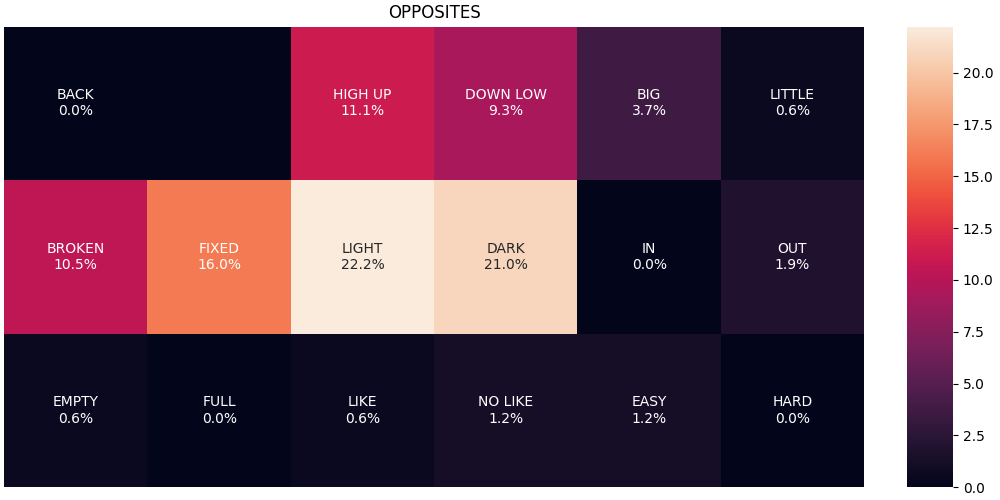 OPPOSITES
BACK
0.0%
HIGH UP
11.1%
DOWN LOW
9.3%
BIG
3.7%
LITTLE
0.6%
BROKEN
10.5%
FIXED
16.0%
LIGHT
22.2%
DARK
21.0%
IN
0.0%
OUT
1.9%
EMPTY
0.6%
FULL
0.0%
LIKE
0.6%
NO LIKE
1.2%
EASY
1.2%
HARD
0.0%
20.0
17.5
15.0
12.5
10.0
7.5
5.0
2.5
0.0